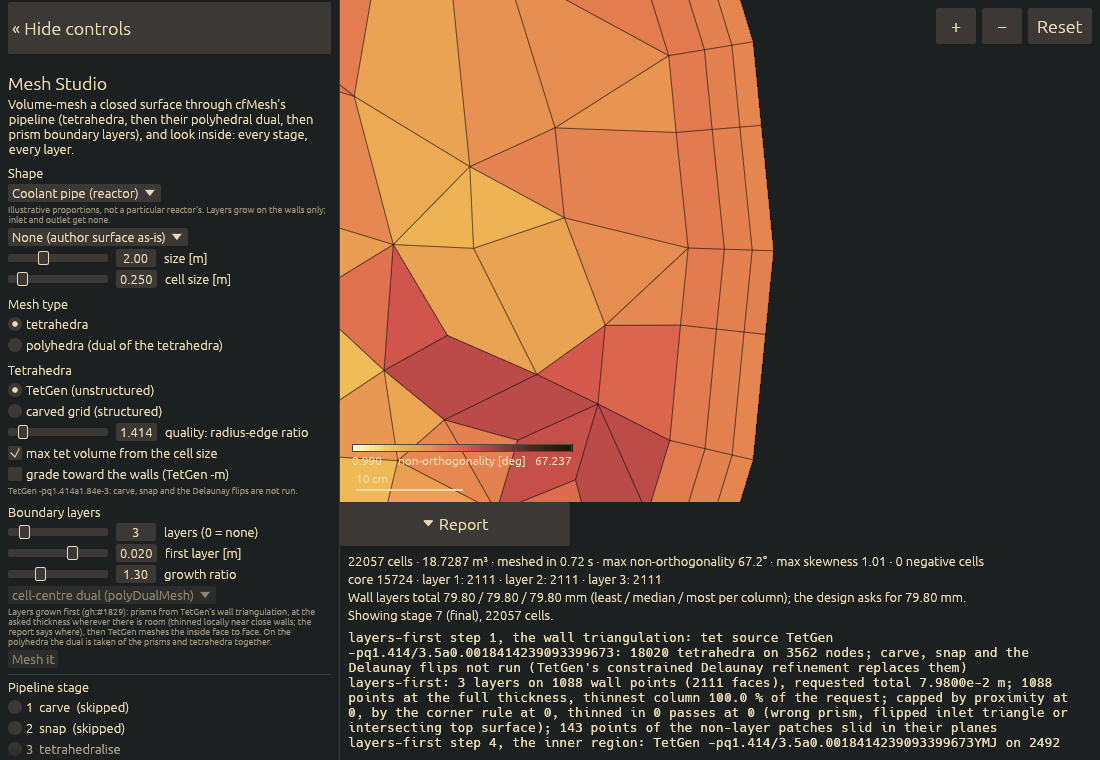 « Hide controls
+
−
Reset
Mesh Studio
Volume-mesh a closed surface through cfMesh's
pipeline (tetrahedra, then their polyhedral dual, then
prism boundary layers), and look inside: every stage,
every layer.
Shape
Coolant pipe (reactor)
Illustrative proportions, not a particular reactor's. Layers grow on the walls only;
inlet and outlet get none.
None (author surface as-is)
2.00 size [m]
0.250 cell size [m]
Mesh type
tetrahedra
polyhedra (dual of the tetrahedra)
Tetrahedra
TetGen (unstructured)
carved grid (structured)
1.414 quality: radius-edge ratio
max tet volume from the cell size
grade toward the walls (TetGen -m)
TetGen -pq1.414a1.84e-3: carve, snap and the Delaunay flips are not run.
Boundary layers
3 layers (0 = none)
0.020 first layer [m]
1.30 growth ratio
cell-centre dual (polyDualMesh)
Layers grown first (gh:#1829): prisms from TetGen's wall triangulation, at the
asked thickness wherever there is room (thinned locally near close walls; the
report says where), then TetGen meshes the inside face to face. On the
polyhedra the dual is taken of the prisms and tetrahedra together.
Mesh it
Pipeline stage
1 carve (skipped)
2 snap (skipped)
3 tetrahedralise
0.990 non-orthogonality [deg] 67.237
10 cm
Report
22057 cells · 18.7287 m³ · meshed in 0.72 s · max non-orthogonality 67.2° · max skewness 1.01 · 0 negative cells
core 15724 · layer 1: 2111 · layer 2: 2111 · layer 3: 2111
Wall layers total 79.80 / 79.80 / 79.80 mm (least / median / most per column); the design asks for 79.80 mm.
Showing stage 7 (final), 22057 cells.
layers-first step 1, the wall triangulation: tet source TetGen
-pq1.414/3.5a0.0018414239093399673: 18020 tetrahedra on 3562 nodes; carve, snap and the
Delaunay flips not run (TetGen's constrained Delaunay refinement replaces them)
layers-first: 3 layers on 1088 wall points (2111 faces), requested total 7.9800e-2 m; 1088
points at the full thickness, thinnest column 100.0 % of the request; capped by proximity at
0, by the corner rule at 0, thinned in 0 passes at 0 (wrong prism, flipped inlet triangle or
intersecting top surface); 143 points of the non-layer patches slid in their planes
layers-first step 4, the inner region: TetGen -pq1.414/3.5a0.0018414239093399673YMJ on 2492